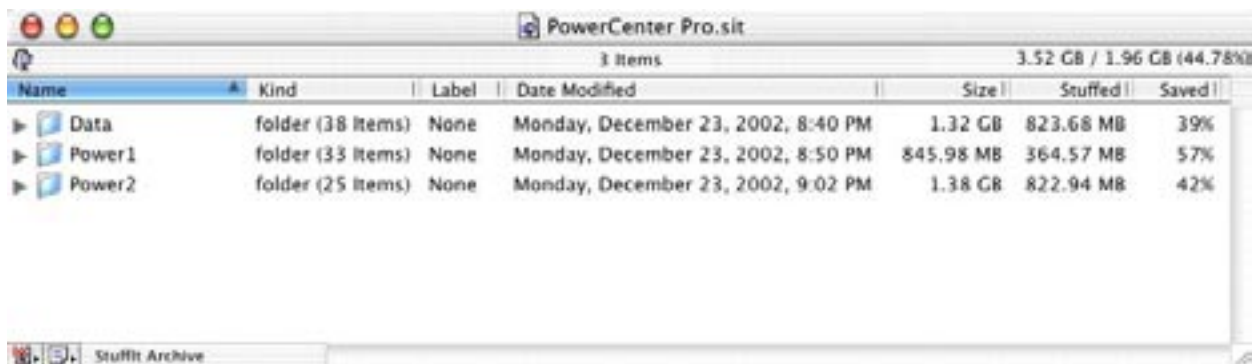 PowerCenter Pro.sit
3 Items 3.52 GB / 1.96 GB (44.78%)
Name Kind Label Date Modified Size Stuffed Saved
Data folder (38 Items) None Monday, December 23, 2002, 8:40 PM 1.32 GB 823.68 MB 39%
Power1 folder (33 Items) None Monday, December 23, 2002, 8:50 PM 845.98 MB 364.57 MB 57%
Power2 folder (25 Items) None Monday, December 23, 2002, 9:02 PM 1.38 GB 822.94 MB 42%
StuffIt Archive